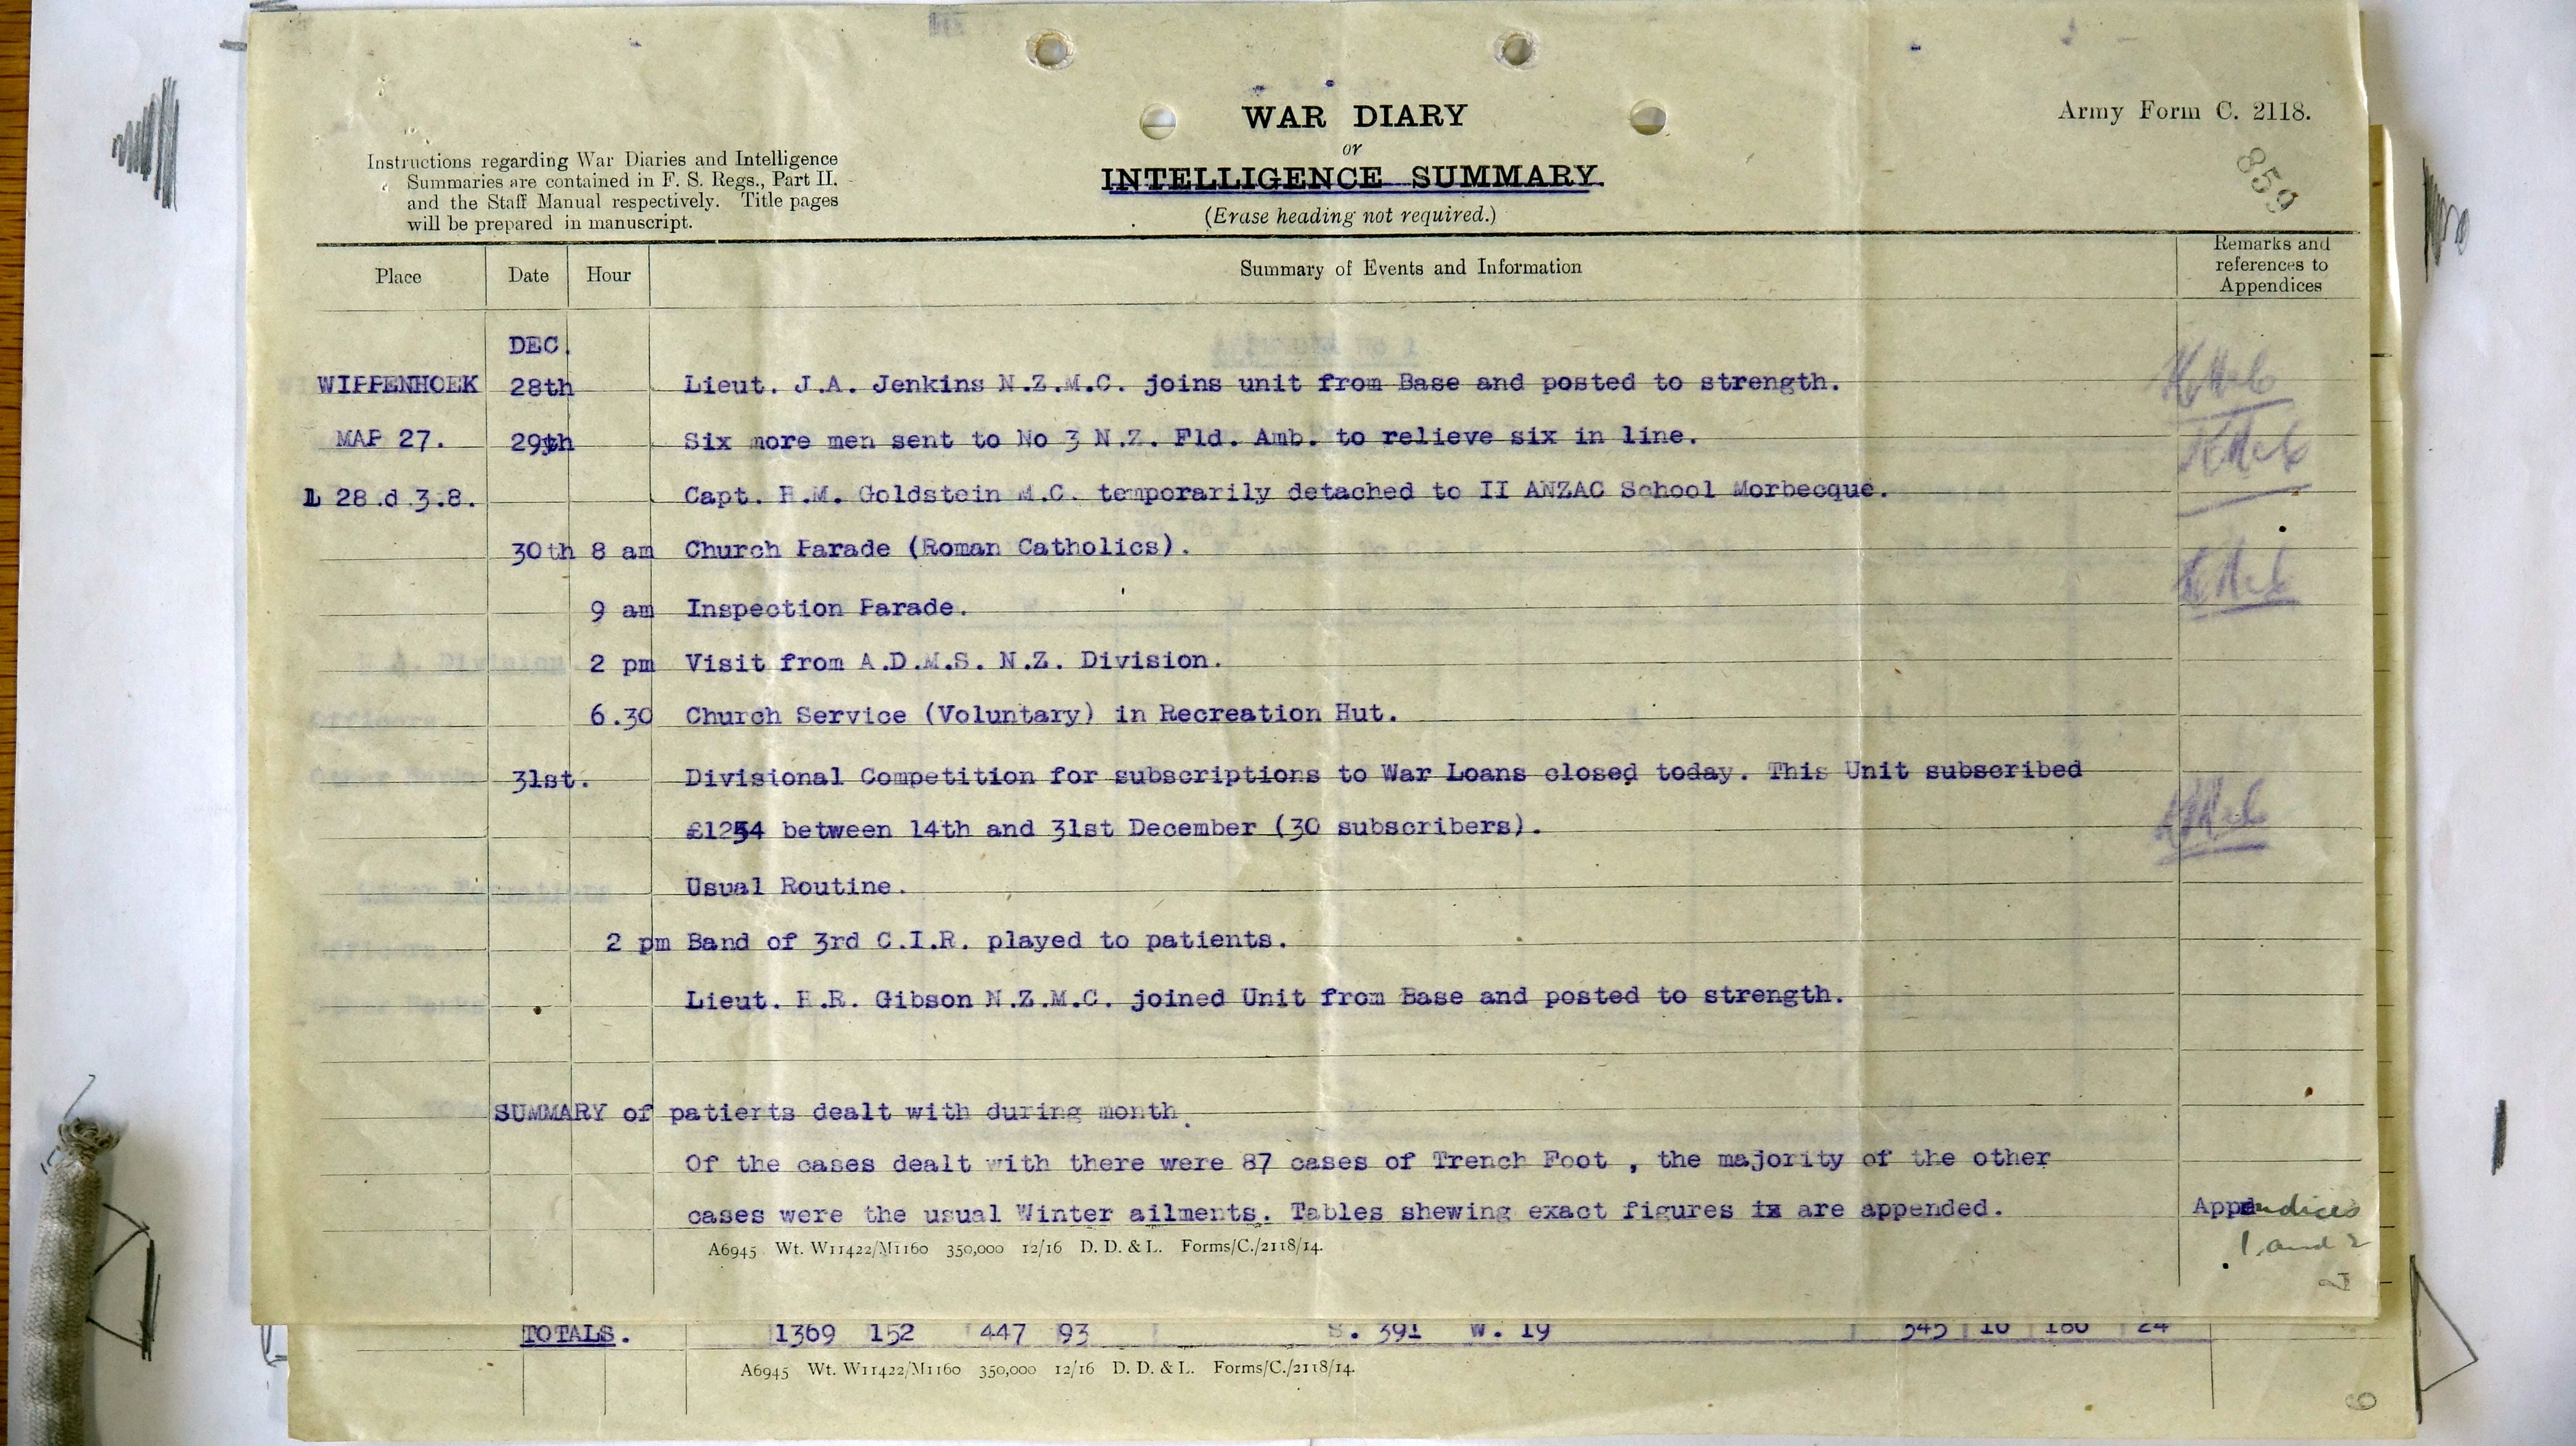 WAR DIARY
or
INTELLIGENCE SUMMARY.
(Erase heading not required.)
Army Form C. 2118.
859
Instructions regarding War Diaries and Intelligence
Summaries are contained in F. S. Regs., Part II.
and the Staff Manual respectively. Title pages
will be prepared in manuscript.
Place Date Hour Summary of Events and Information Remarks and references to Appendices
DEC.
WIPPENHOEK 28th Lieut. J.A. Jenkins N.Z.M.C. joins unit from Base and posted to strength.
MAP 27. 29th Six more men sent to No 3 N.Z. Fld. Amb. to relieve six in line.
L 28.d 3.8. Capt. H.M. Goldstein M.C. temporarily detached to II ANZAC School Morbecque.
30th 8 am Church Parade (Roman Catholics).
9 am Inspection Parade.
2 pm Visit from A.D.M.S. N.Z. Division.
6.30 Church Service (Voluntary) in Recreation Hut.
31st. Divisional Competition for subscriptions to War Loans closed today. This Unit subscribed
£1254 between 14th and 31st December (30 subscribers).
Usual Routine.
2 pm Band of 3rd C.I.R. played to patients.
Lieut. H.R. Gibson N.Z.M.C. joined Unit from Base and posted to strength.
SUMMARY of patierts dealt with during month.
Of the cases dealt with there were 87 cases of Trench Foot , the majority of the other
cases were the usual Winter ailments. Tables shewing exact figures ix are appended. Appendices
1 and 2
A6945 Wt. W11422/M1160 350,000 12/16 D. D. & L. Forms/C./2118/14.
TOTALS. 1369 152 447 93 S. 391 W. 19 345 10 180 24
A6945 Wt. W11422/M1160 350,000 12/16 D. D. & L. Forms/C./2118/14.